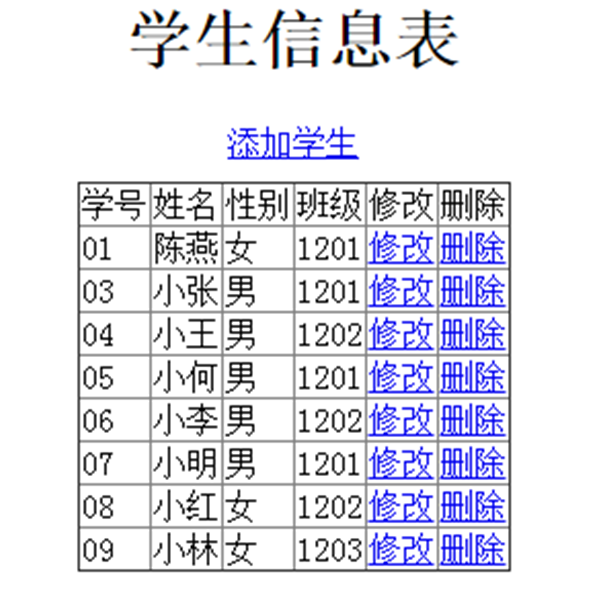 学生信息表
添加学生
学号 姓名 性别 班级 修改 删除
01 陈燕 女 1201 修改 删除
03 小张 男 1201 修改 删除
04 小王 男 1202 修改 删除
05 小何 男 1201 修改 删除
06 小李 男 1202 修改 删除
07 小明 男 1201 修改 删除
08 小红 女 1202 修改 删除
09 小林 女 1203 修改 删除